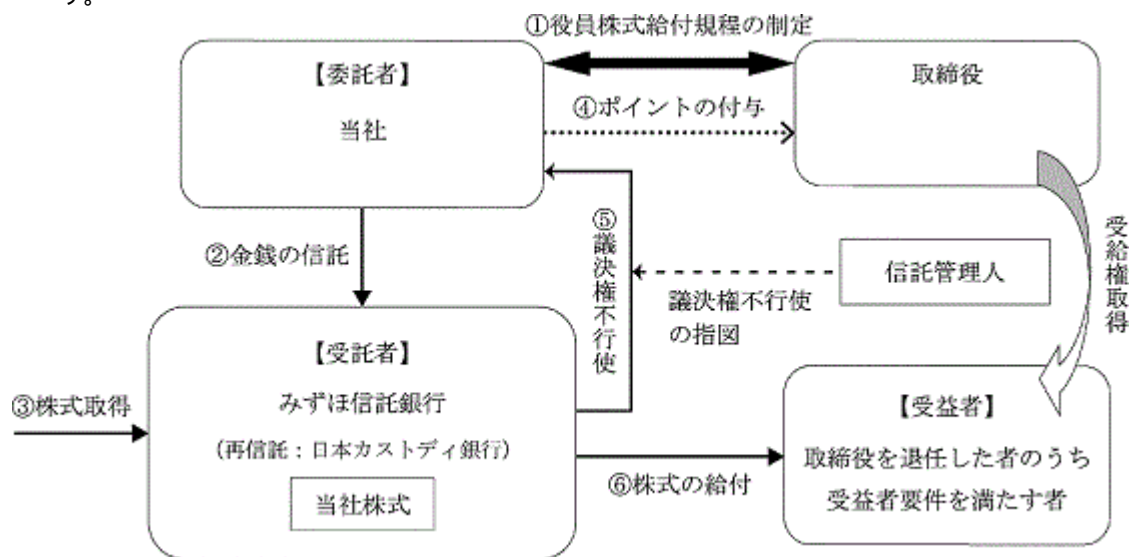 す。
①役員株式給付規程の制定
【委託者】
当社
取締役
④ポイントの付与
②金銭の信託
⑤議決権不行使
議決権不行使
の指図
信託管理人
受給権取得
③株式取得
【受託者】
みずほ信託銀行
(再信託：日本カストディ銀行)
当社株式
⑥株式の給付
【受益者】
取締役を退任した者のうち
受益者要件を満たす者